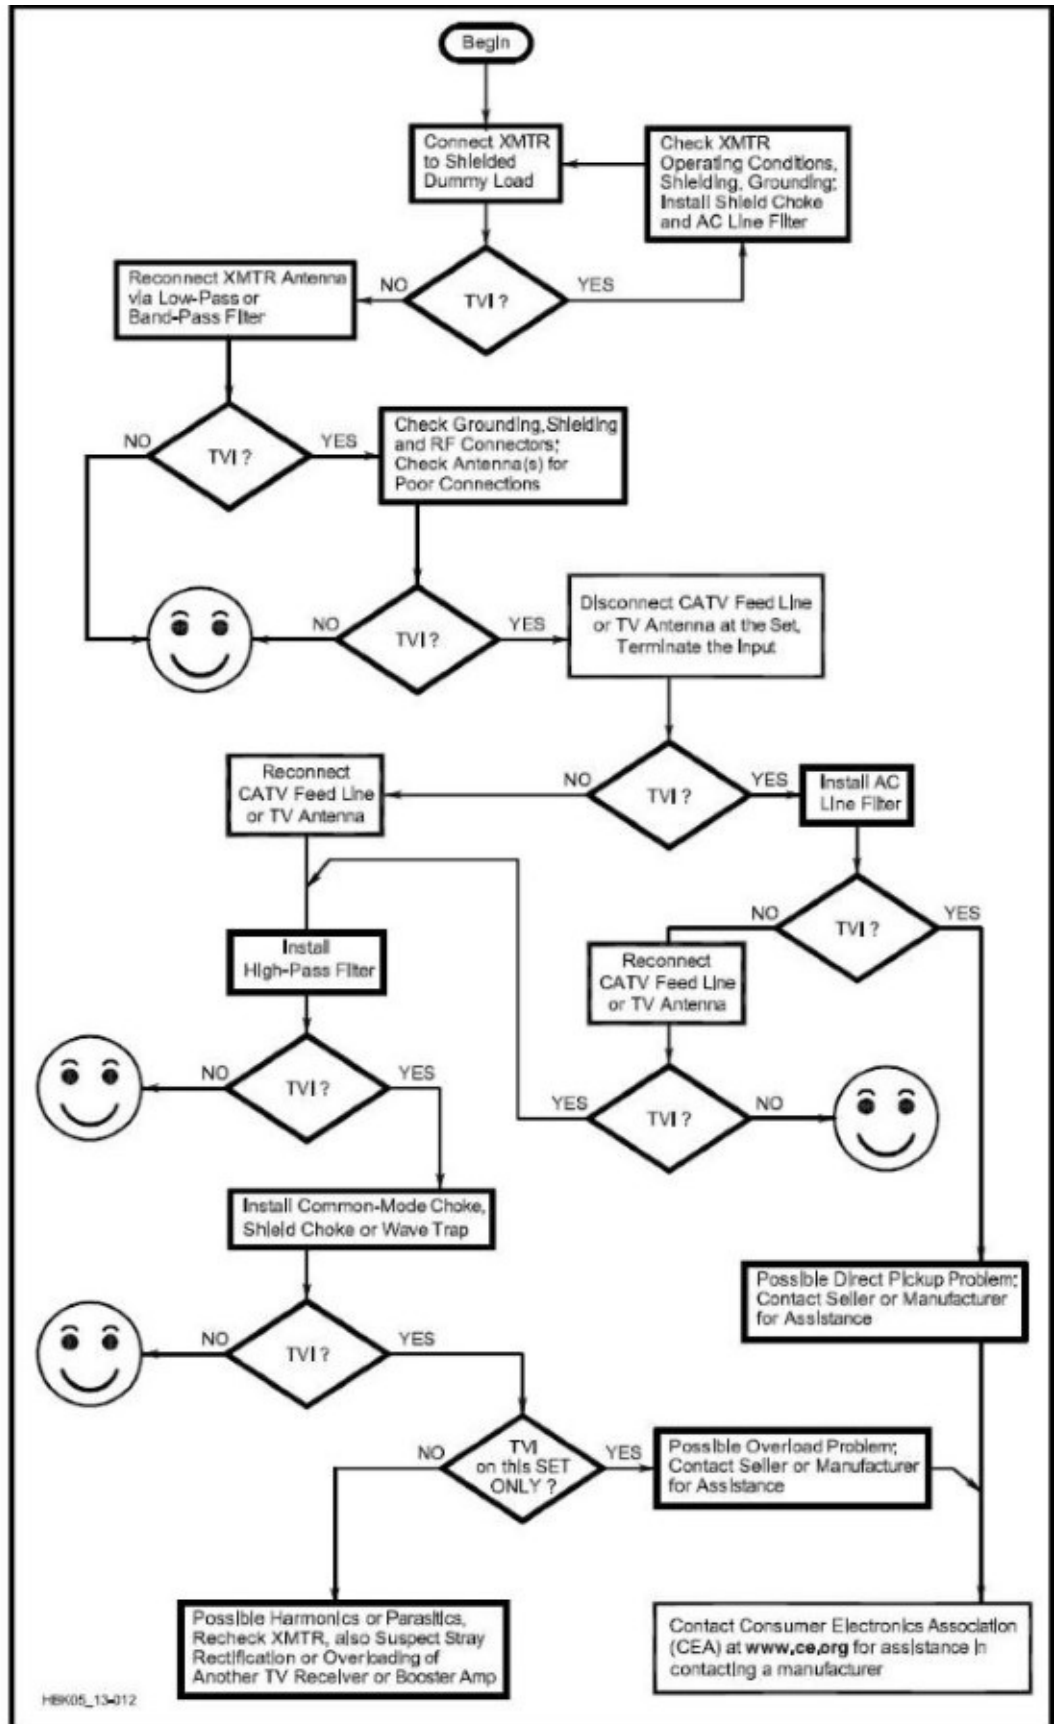 Begin
Connect XMTR
to Shielded
Dummy Load
Check XMTR
Operating Conditions,
Shielding, Grounding;
Install Shield Choke
and AC Line Filter
TVI ?
NO
YES
Reconnect XMTR Antenna
via Low-Pass or
Band-Pass Filter
TVI ?
NO
YES
Check Grounding, Shielding
and RF Connectors;
Check Antenna(s) for
Poor Connections
TVI ?
NO
YES
Disconnect CATV Feed Line
or TV Antenna at the Set,
Terminate the Input
TVI ?
NO
YES
Reconnect
CATV Feed Line
or TV Antenna
Install AC
Line Filter
TVI ?
NO
YES
Reconnect
CATV Feed Line
or TV Antenna
Install
High-Pass Filter
TVI ?
NO
YES
TVI ?
YES
NO
Install Common-Mode Choke,
Shield Choke or Wave Trap
Possible Direct Pickup Problem;
Contact Seller or Manufacturer
for Assistance
TVI ?
NO
YES
TVI
on this SET
ONLY ?
NO
YES
Possible Overload Problem;
Contact Seller or Manufacturer
for Assistance
Possible Harmonics or Parasitics,
Recheck XMTR, also Suspect Stray
Rectification or Overloading of
Another TV Receiver or Booster Amp
Contact Consumer Electronics Association
(CEA) at www.ce.org for assistance in
contacting a manufacturer
HBK05_13-012